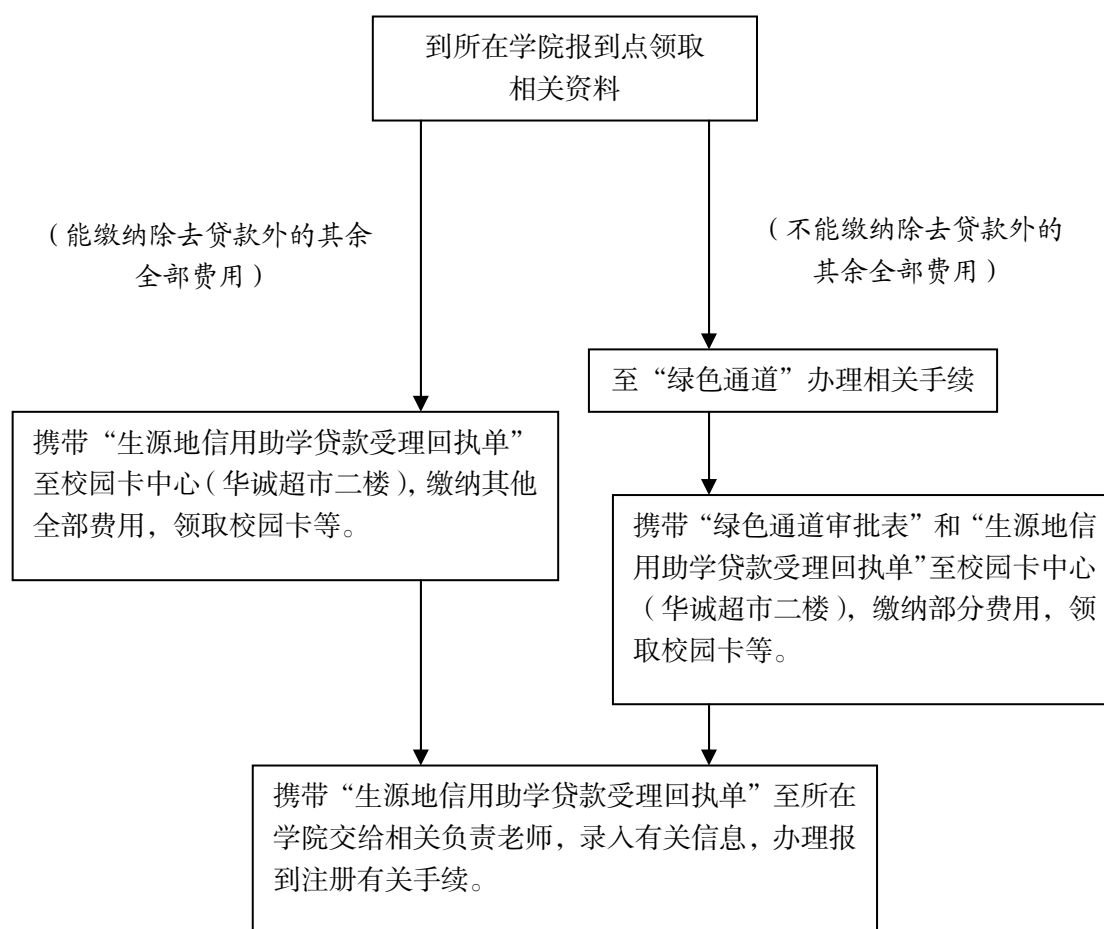 到所在学院报到点领取
相关资料
（能缴纳除去贷款外的其余
全部费用）
（不能缴纳除去贷款外的
其余全部费用）
至“绿色通道”办理相关手续
携带“生源地信用助学贷款受理回执单”
至校园卡中心（华诚超市二楼），缴纳其他
全部费用，领取校园卡等。
携带“绿色通道审批表”和“生源地信
用助学贷款受理回执单”至校园卡中心
（华诚超市二楼），缴纳部分费用，领
取校园卡等。
携带“生源地信用助学贷款受理回执单”至所在
学院交给相关负责老师，录入有关信息，办理报
到注册有关手续。